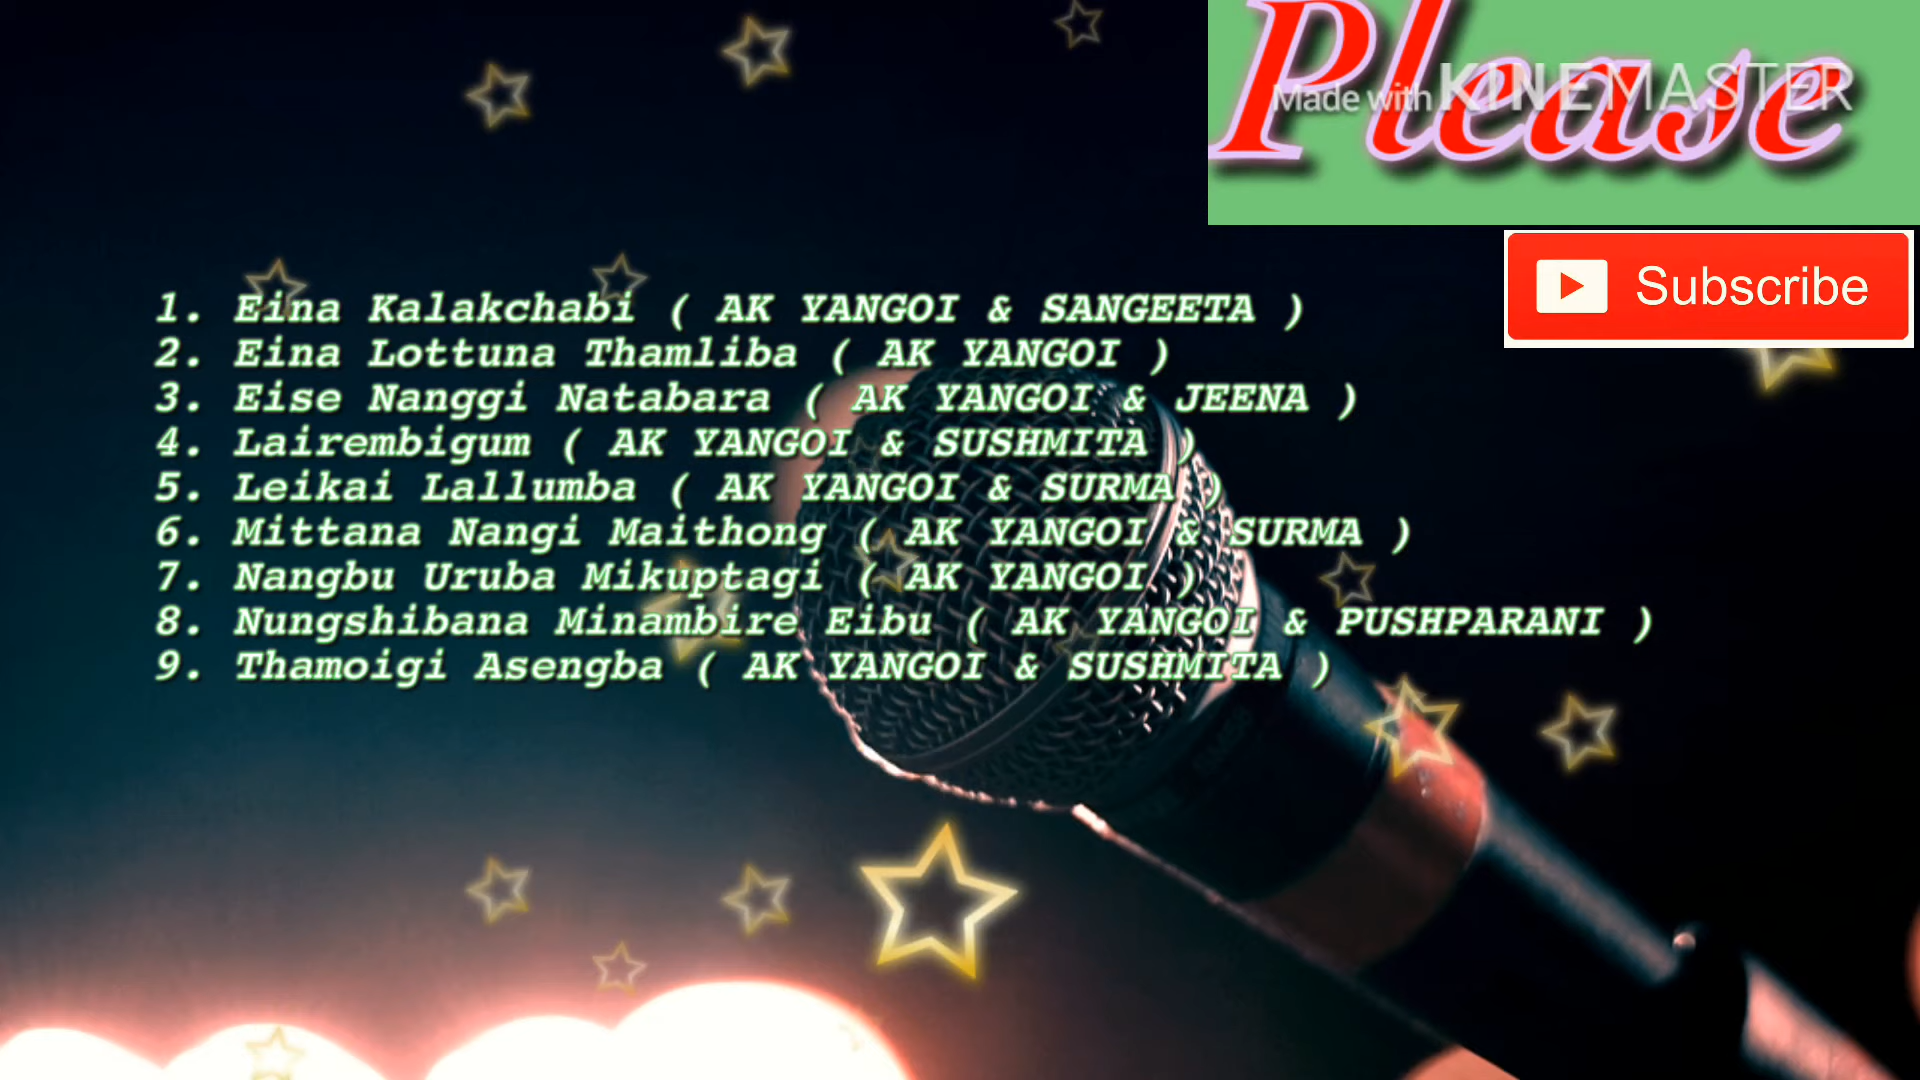 Please
Made with KINEMASTER
Subscribe
1. Eina Kalakchabi ( AK YANGOI & SANGEETA )
2. Eina Lottuna Thamliba ( AK YANGOI )
3. Eise Nanggi Natabara ( AK YANGOI & JEENA )
4. Lairembigum ( AK YANGOI & SUSHMITA )
5. Leikai Lallumba ( AK YANGOI & SURMA )
6. Mittana Nangi Maithong ( AK YANGOI & SURMA )
7. Nangbu Uruba Mikuptagi ( AK YANGOI )
8. Nungshibana Minambire Eibu ( AK YANGOI & PUSHPARANI )
9. Thamoigi Asengba ( AK YANGOI & SUSHMITA )